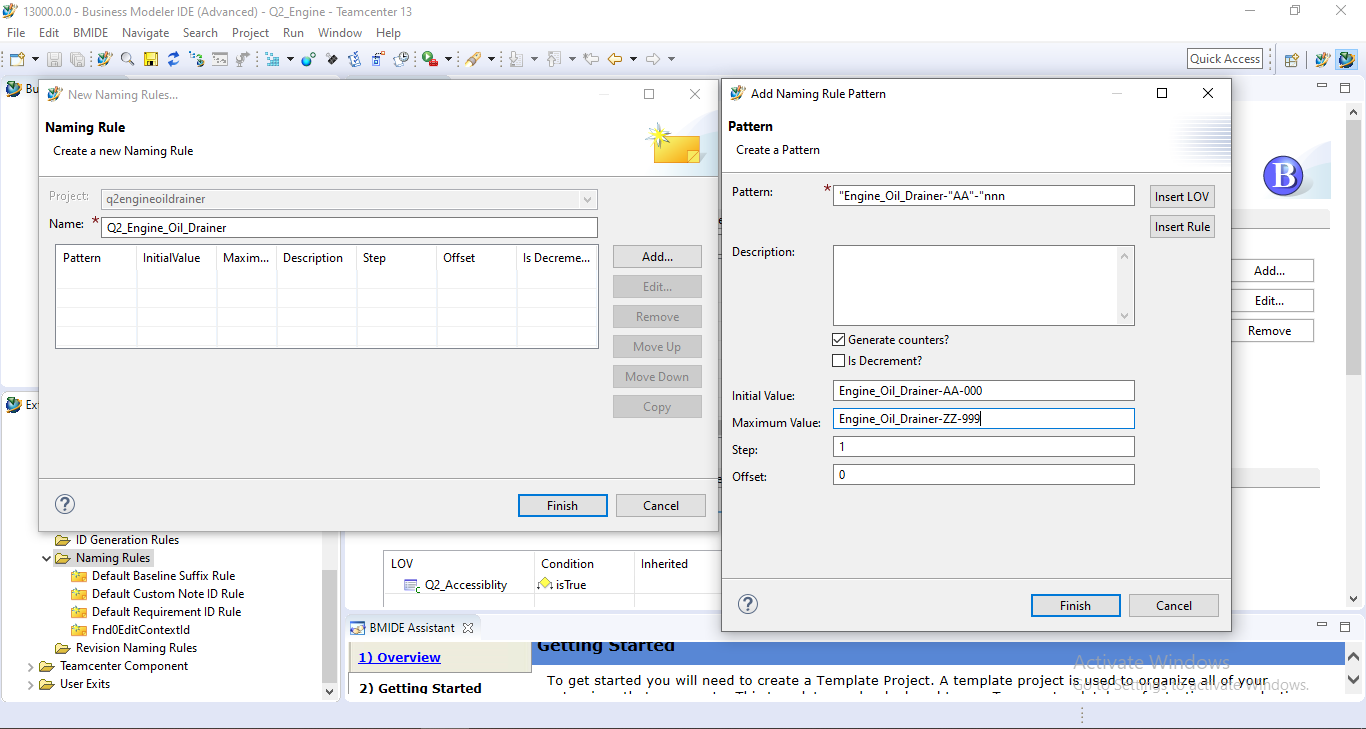 13000.0.0 - Business Modeler IDE (Advanced) - Q2_Engine - Teamcenter 13
File Edit BMIDE Navigate Search Project Run Window Help
Quick Access
Bu
New Naming Rules...
Naming Rule
Create a new Naming Rule
Project: q2engineoildrainer
Name: * Q2_Engine_Oil_Drainer
Pattern InitialValue Maxim... Description Step Offset Is Decreme...
Add...
Edit...
Remove
Move Up
Move Down
Copy
Finish Cancel
Add Naming Rule Pattern
Pattern
Create a Pattern
Pattern: * "Engine_Oil_Drainer-"AA"-"nnn Insert LOV
Insert Rule
Description:
Generate counters?
Is Decrement?
Initial Value: Engine_Oil_Drainer-AA-000
Maximum Value: Engine_Oil_Drainer-ZZ-999
Step: 1
Offset: 0
Finish Cancel
B
Add...
Edit...
Remove
Ex
ID Generation Rules
Naming Rules
Default Baseline Suffix Rule
Default Custom Note ID Rule
Default Requirement ID Rule
Fnd0EditContextId
Revision Naming Rules
Teamcenter Component
User Exits
LOV Condition Inherited
Q2_Accessiblity isTrue
BMIDE Assistant
1) Overview
2) Getting Started
Getting Started
To get started you will need to create a Template Project. A template project is used to organize all of your
Activate Windows
Go to Settings to activate Windows.